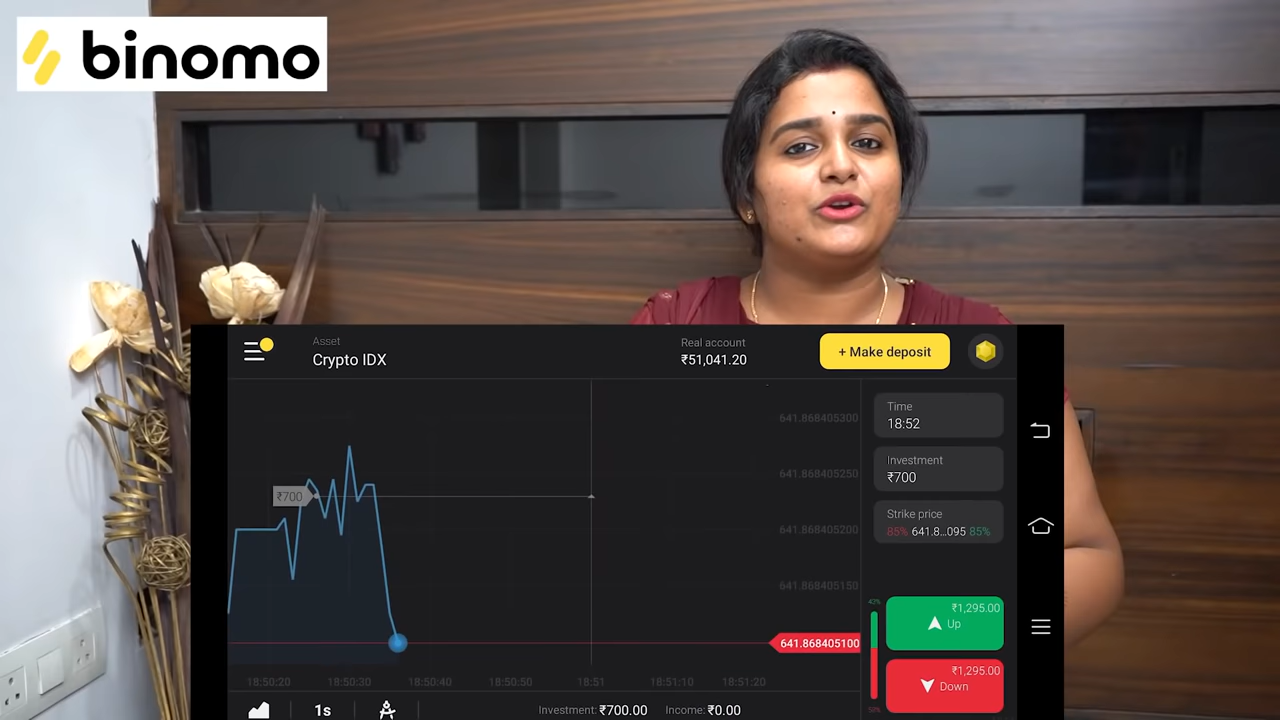 binomo
Asset
Crypto IDX
Real account
₹51,041.20
+ Make deposit
641.868405300
641.868405250
641.868405200
641.868405150
641.868405100
₹700
Time
18:52
Investment
₹700
Strike price
85% 641.8...095 85%
₹1,295.00
Up
₹1,295.00
Down
18:50:20 18:50:30 18:50:40 18:50:50 18:51 18:51:10 18:51:20
1s
Investment: ₹700.00 Income: ₹0.00